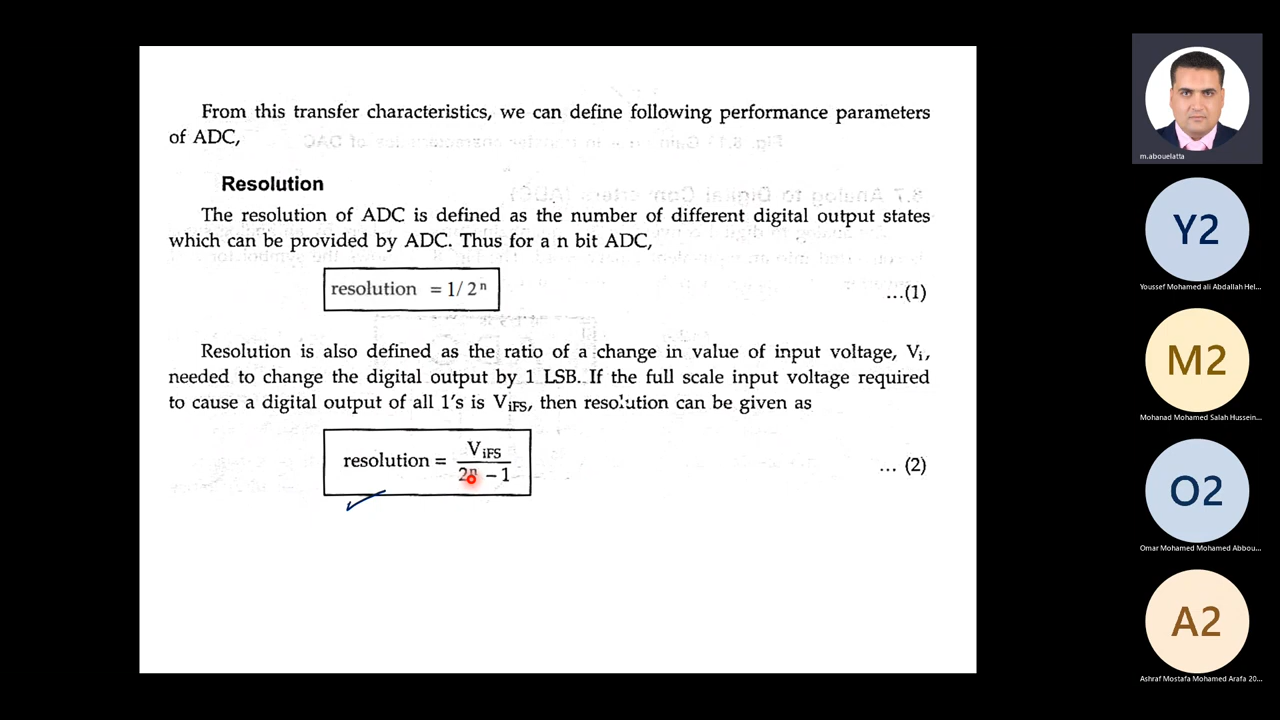 From this transfer characteristics, we can define following performance parameters
of ADC,
Resolution
The resolution of ADC is defined as the number of different digital output states
which can be provided by ADC. Thus for a n bit ADC,
resolution = 1/ 2ⁿ ...(1)
Resolution is also defined as the ratio of a change in value of input voltage, Vᵢ,
needed to change the digital output by 1 LSB. If the full scale input voltage required
to cause a digital output of all 1's is ViFS, then resolution can be given as
ViFS
resolution = ... (2)
2ⁿ – 1
m.abouelatta
Y2
Youssef Mohamed ali Abdallah Hel...
M2
Mohanad Mohamed Salah Hussein...
O2
Omar Mohamed Mohamed Abbou...
A2
Ashraf Mostafa Mohamed Arafa 20...